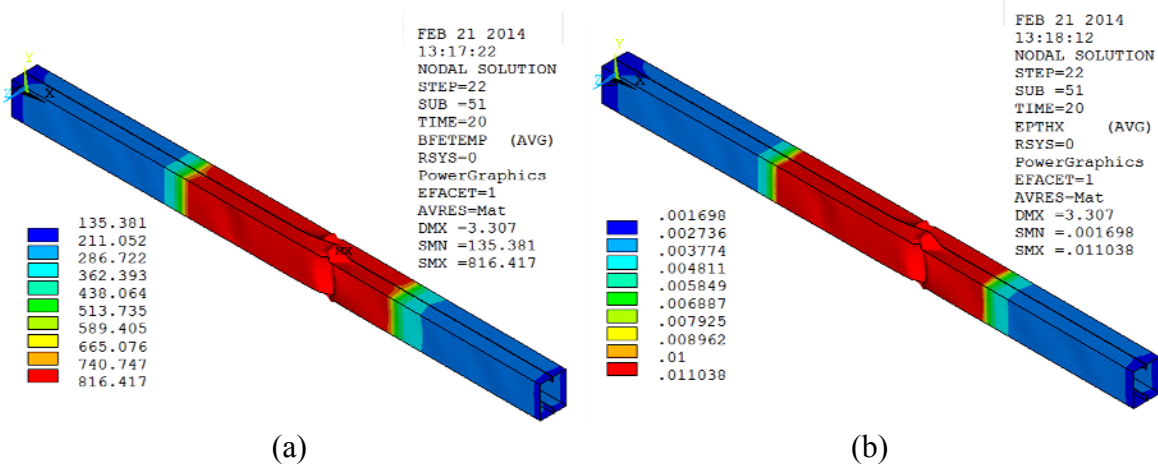 FEB 21 2014
13:17:22
NODAL SOLUTION
STEP=22
SUB =51
TIME=20
BFETEMP (AVG)
RSYS=0
PowerGraphics
EFACET=1
AVRES=Mat
DMX =3.307
SMN =135.381
SMX =816.417
Y
Z
X
MX
135.381
211.052
286.722
362.393
438.064
513.735
589.405
665.076
740.747
816.417
(a)
FEB 21 2014
13:18:12
NODAL SOLUTION
STEP=22
SUB =51
TIME=20
EPTHX (AVG)
RSYS=0
PowerGraphics
EFACET=1
AVRES=Mat
DMX =3.307
SMN =.001698
SMX =.011038
Y
Z
X
.001698
.002736
.003774
.004811
.005849
.006887
.007925
.008962
.01
.011038
(b)